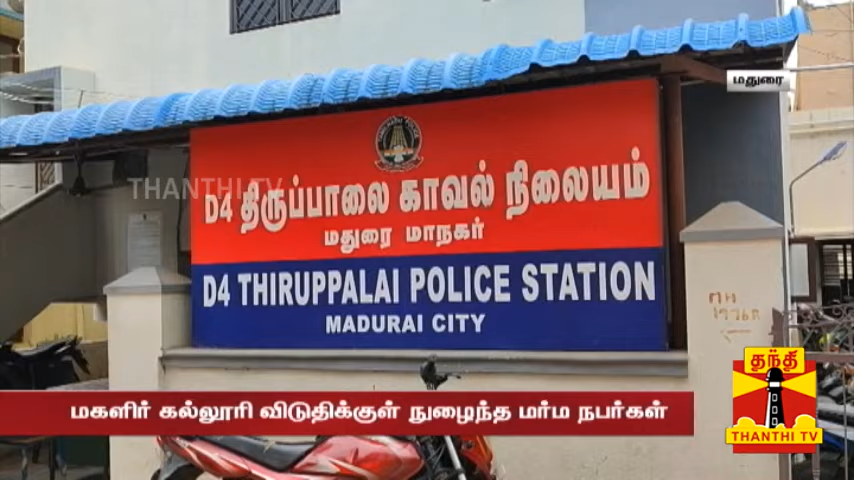 மதுரை
THANTHI TV
D4 திருப்பாலை காவல் நிலையம்
மதுரை மாநகர்
D4 THIRUPPALAI POLICE STATION
MADURAI CITY
மகளிர் கல்லூரி விடுதிக்குள் நுழைந்த மர்ம நபர்கள்
தந்தி
THANTHI TV